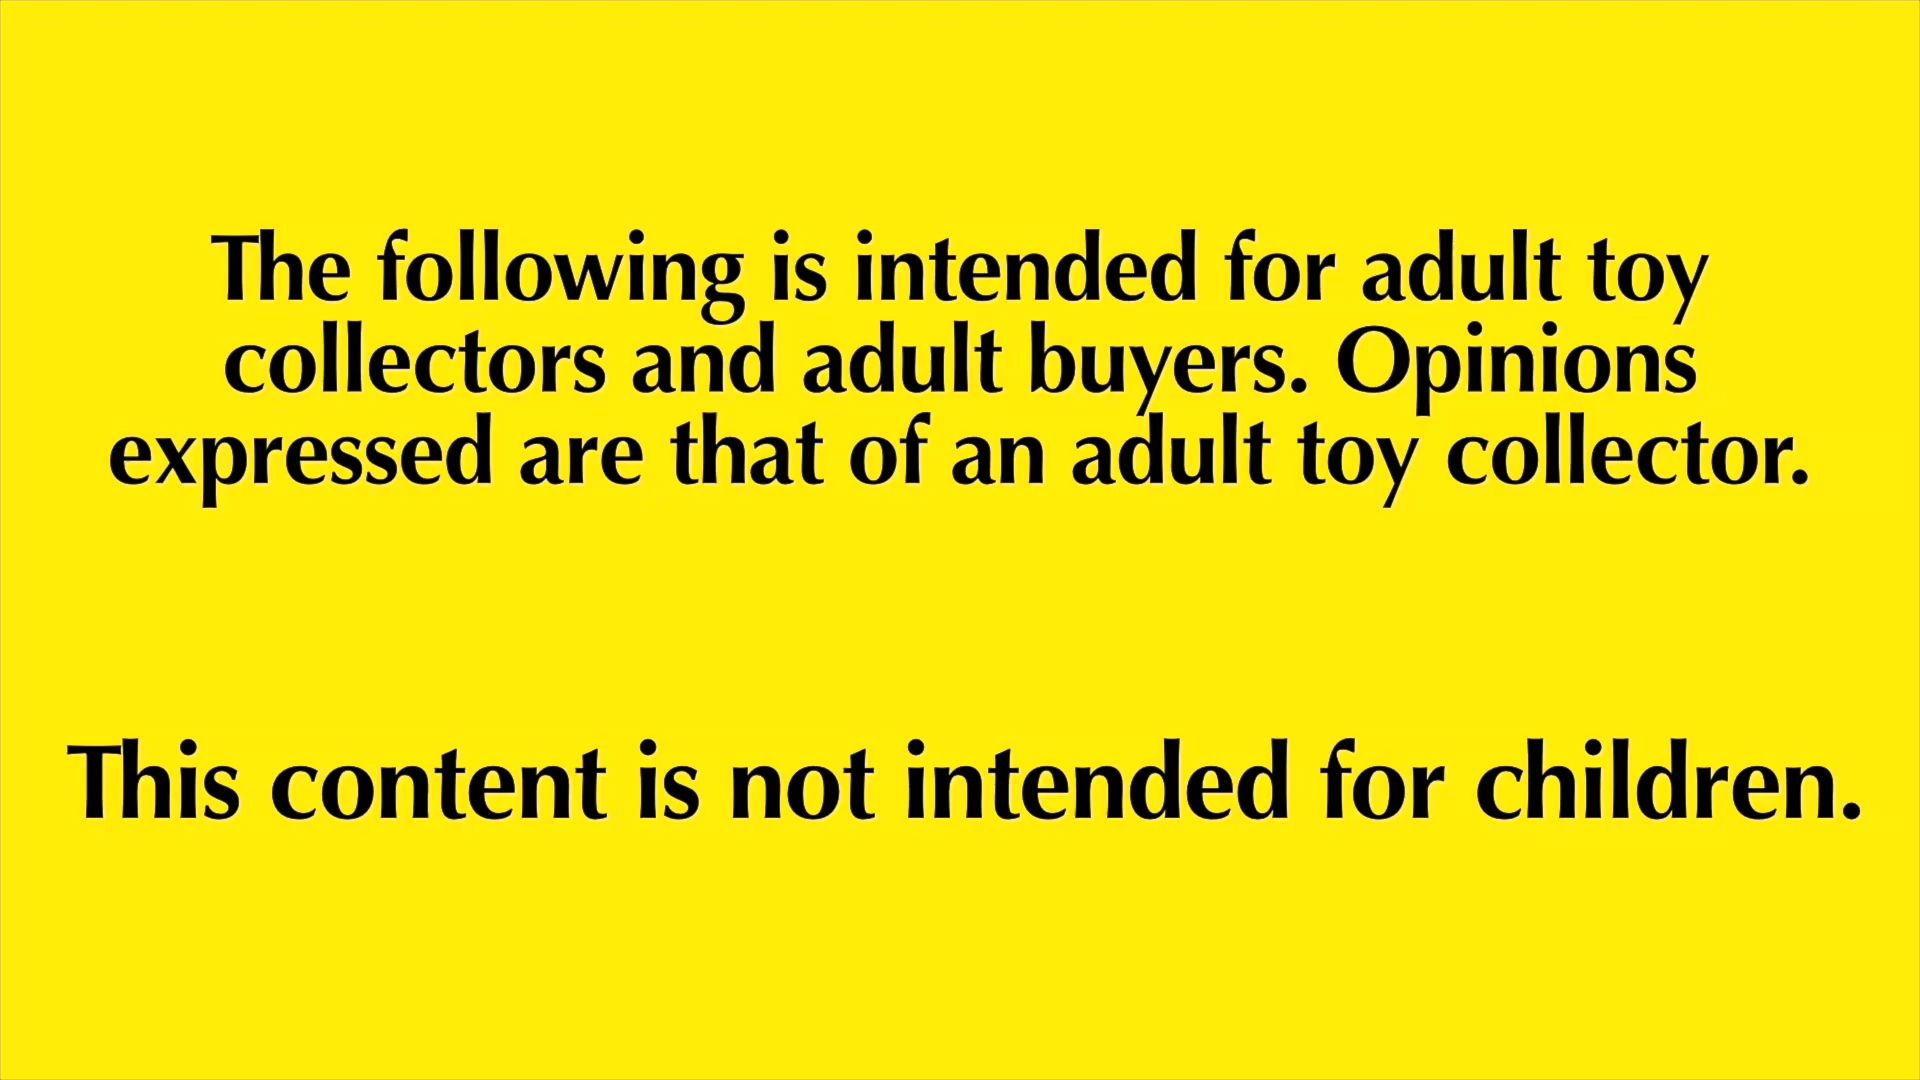 The following is intended for adult toy
collectors and adult buyers. Opinions
expressed are that of an adult toy collector.
This content is not intended for children.